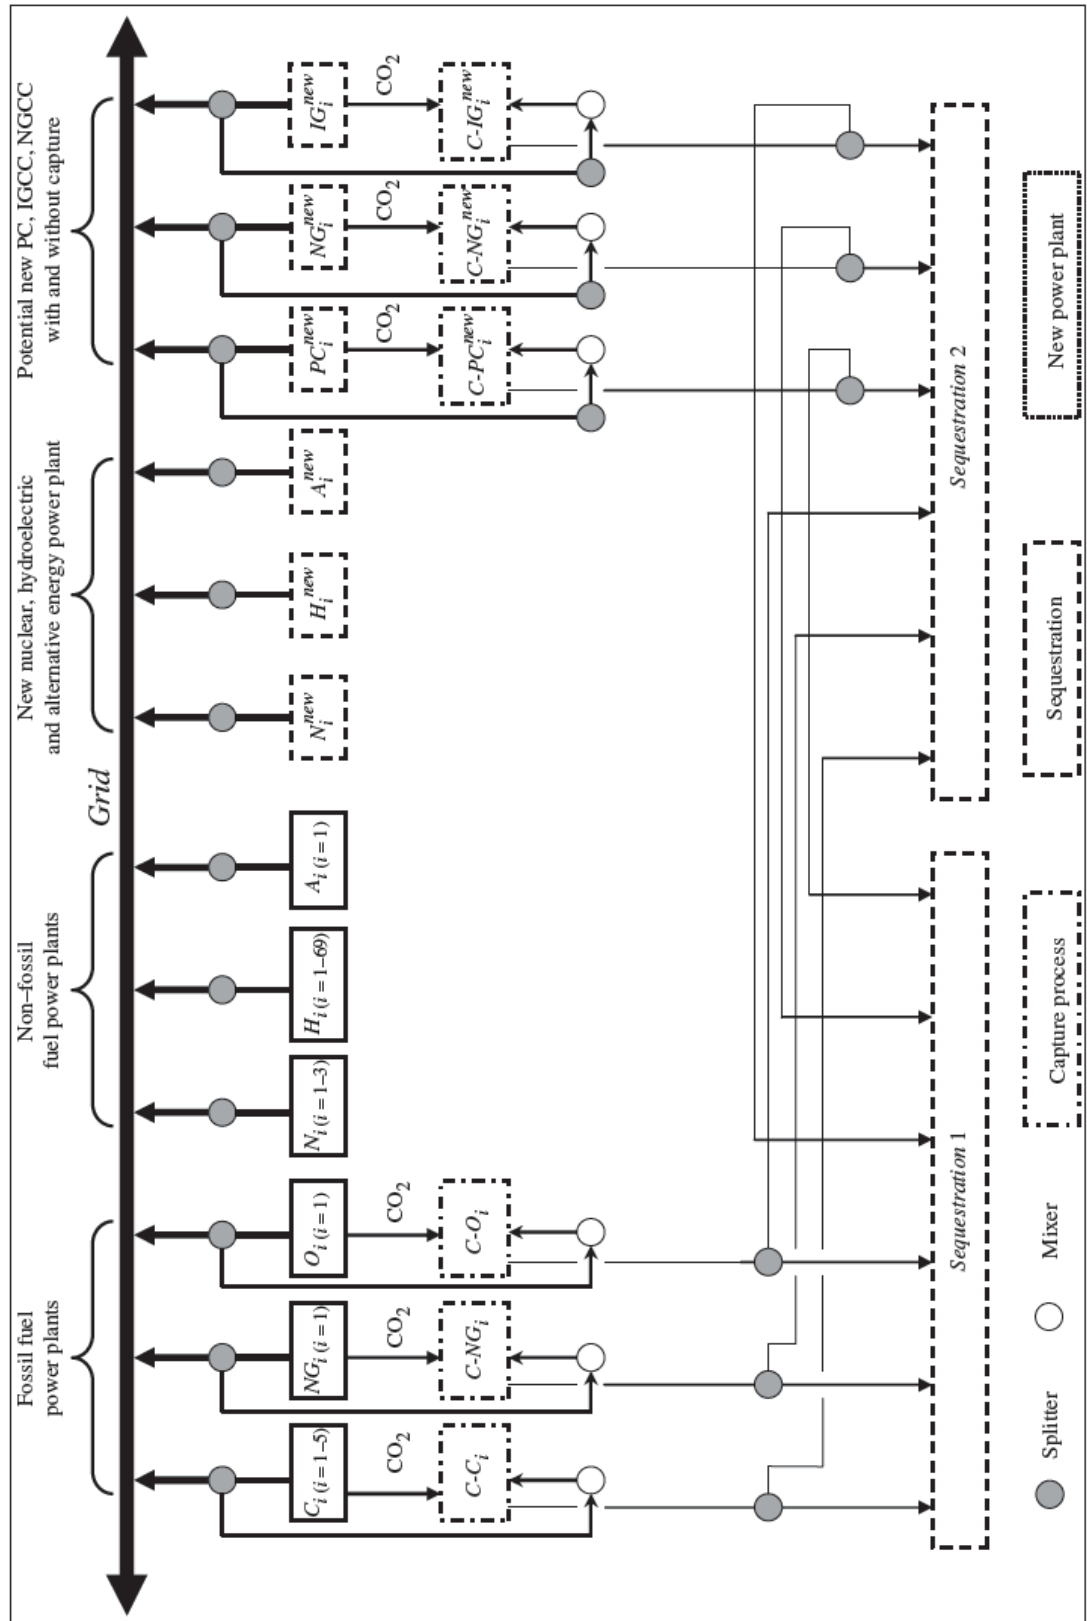 Fossil fuel
power plants
Non–fossil
fuel power plants
New nuclear, hydroelectric
and alternative energy power plant
Potential new PC, IGCC, NGCC
with and without capture
Grid
C_i (i = 1–5)
NG_i (i = 1)
O_i (i = 1)
N_i (i = 1–3)
H_i (i = 1–69)
A_i (i = 1)
N_i^new
H_i^new
A_i^new
PC_i^new
NG_i^new
IG_i^new
CO2
CO2
CO2
CO2
CO2
CO2
C-C_i
C-NG_i
C-O_i
C-PC_i^new
C-NG_i^new
C-IG_i^new
Sequestration 1
Sequestration 2
Splitter
Mixer
Capture process
Sequestration
New power plant